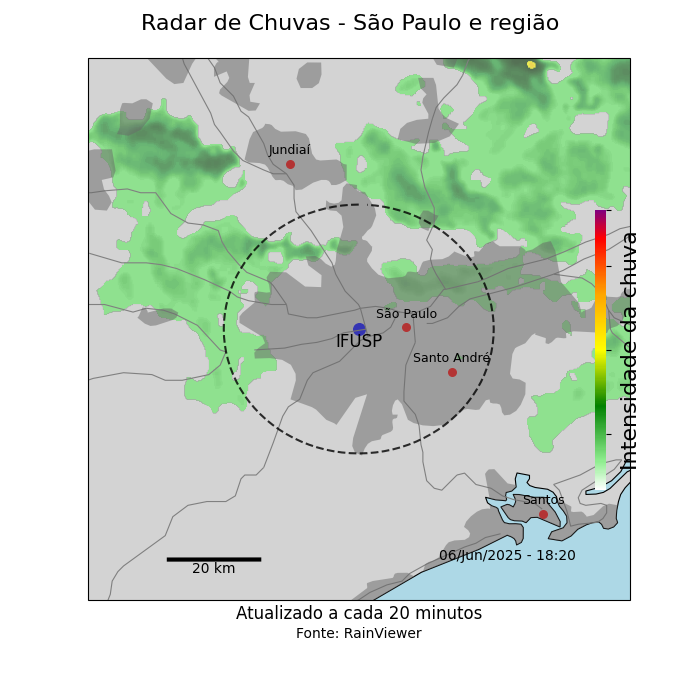 Radar de Chuvas - São Paulo e região
Jundiaí
São Paulo
IFUSP
Santo André
Intensidade da chuva
Santos
06/Jun/2025 - 18:20
20 km
Atualizado a cada 20 minutos
Fonte: RainViewer